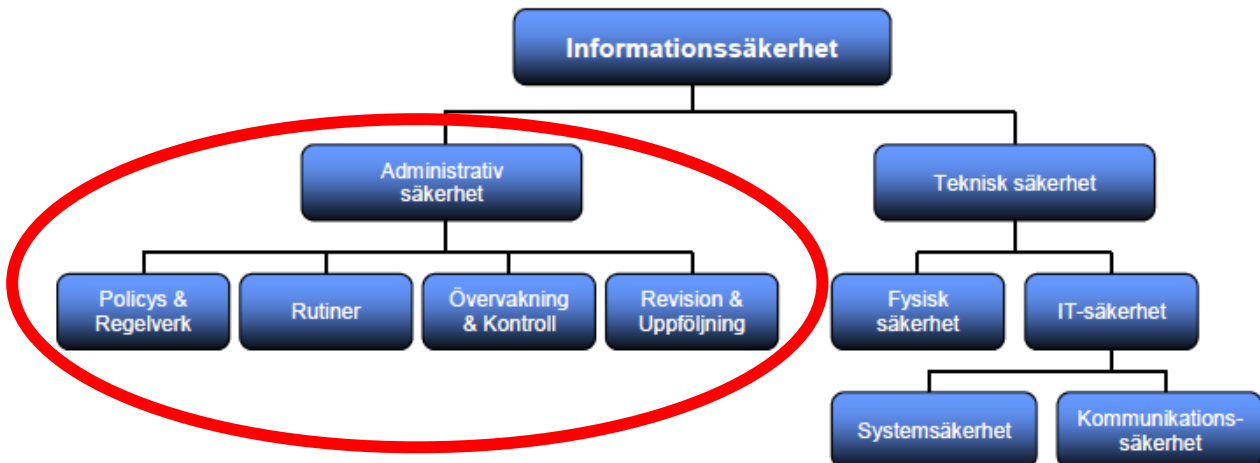 Informationssäkerhet
Administrativ
säkerhet
Teknisk säkerhet
Policys &
Regelverk
Rutiner
Övervakning
& Kontroll
Revision &
Uppföljning
Fysisk
säkerhet
IT-säkerhet
Systemsäkerhet
Kommunikations-
säkerhet